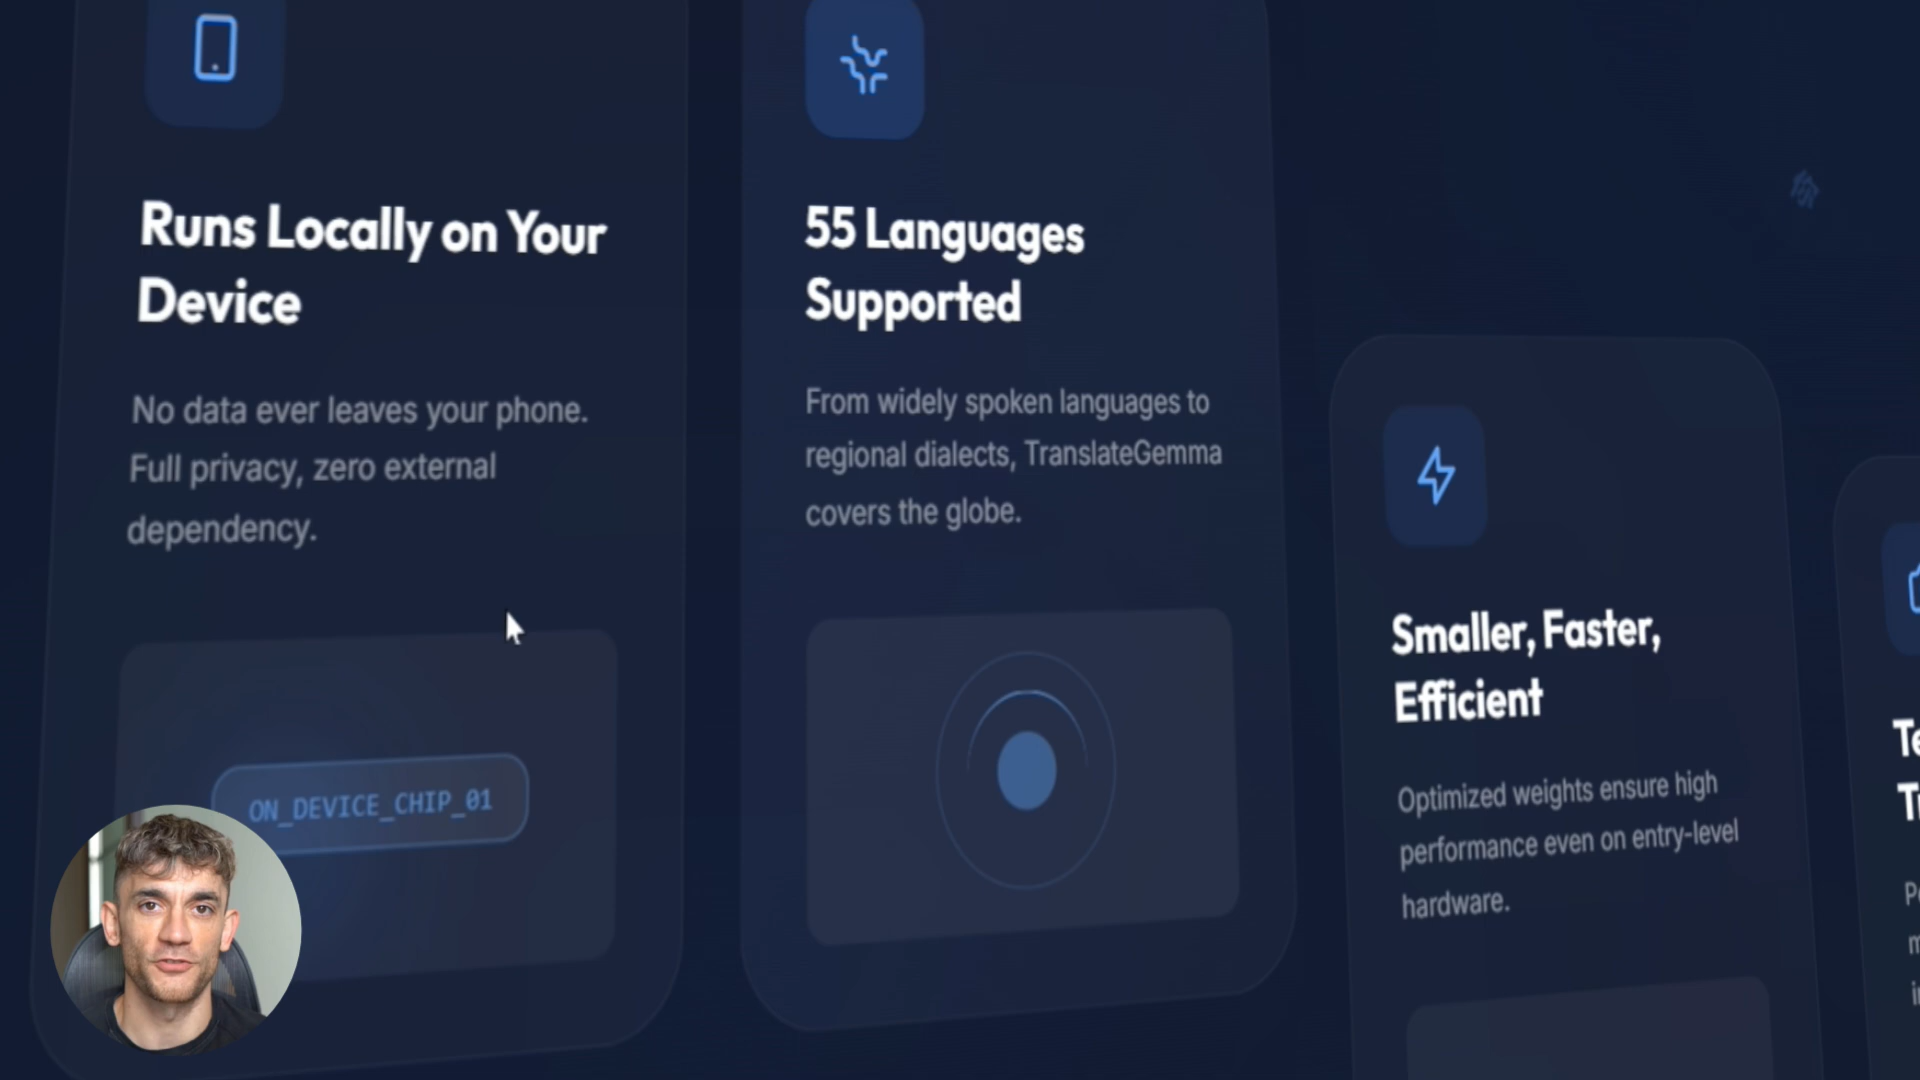 Runs Locally on Your
Device
No data ever leaves your phone.
Full privacy, zero external
dependency.
ON_DEVICE_CHIP_01
55 Languages
Supported
From widely spoken languages to
regional dialects, TranslateGemma
covers the globe.
Smaller, Faster,
Efficient
Optimized weights ensure high
performance even on entry-level
hardware.